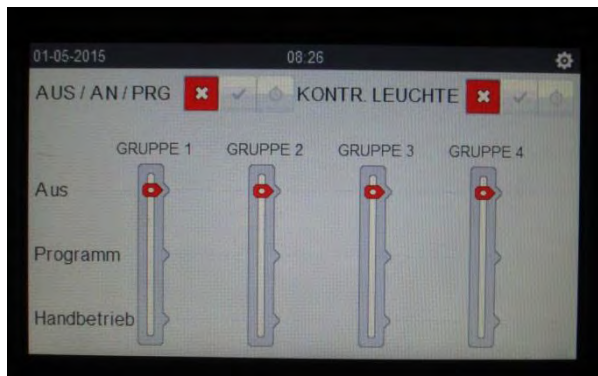 01-05-2015 08:26
AUS / AN / PRG KONTR. LEUCHTE
GRUPPE 1 GRUPPE 2 GRUPPE 3 GRUPPE 4
Aus
Programm
Handbetrieb